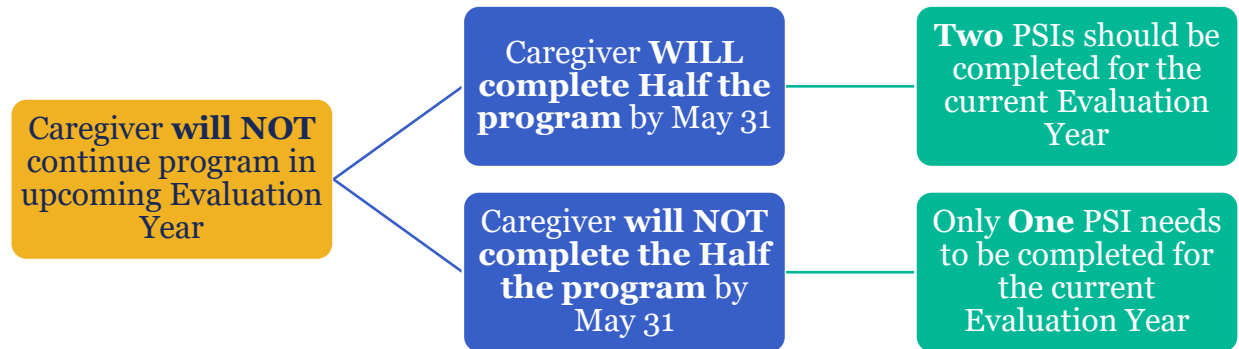 Caregiver will NOT
continue program in
upcoming Evaluation
Year
Caregiver WILL
complete Half the
program by May 31
Two PSIs should be
completed for the
current Evaluation
Year
Caregiver will NOT
complete the Half
the program by
May 31
Only One PSI needs
to be completed for
the current
Evaluation Year